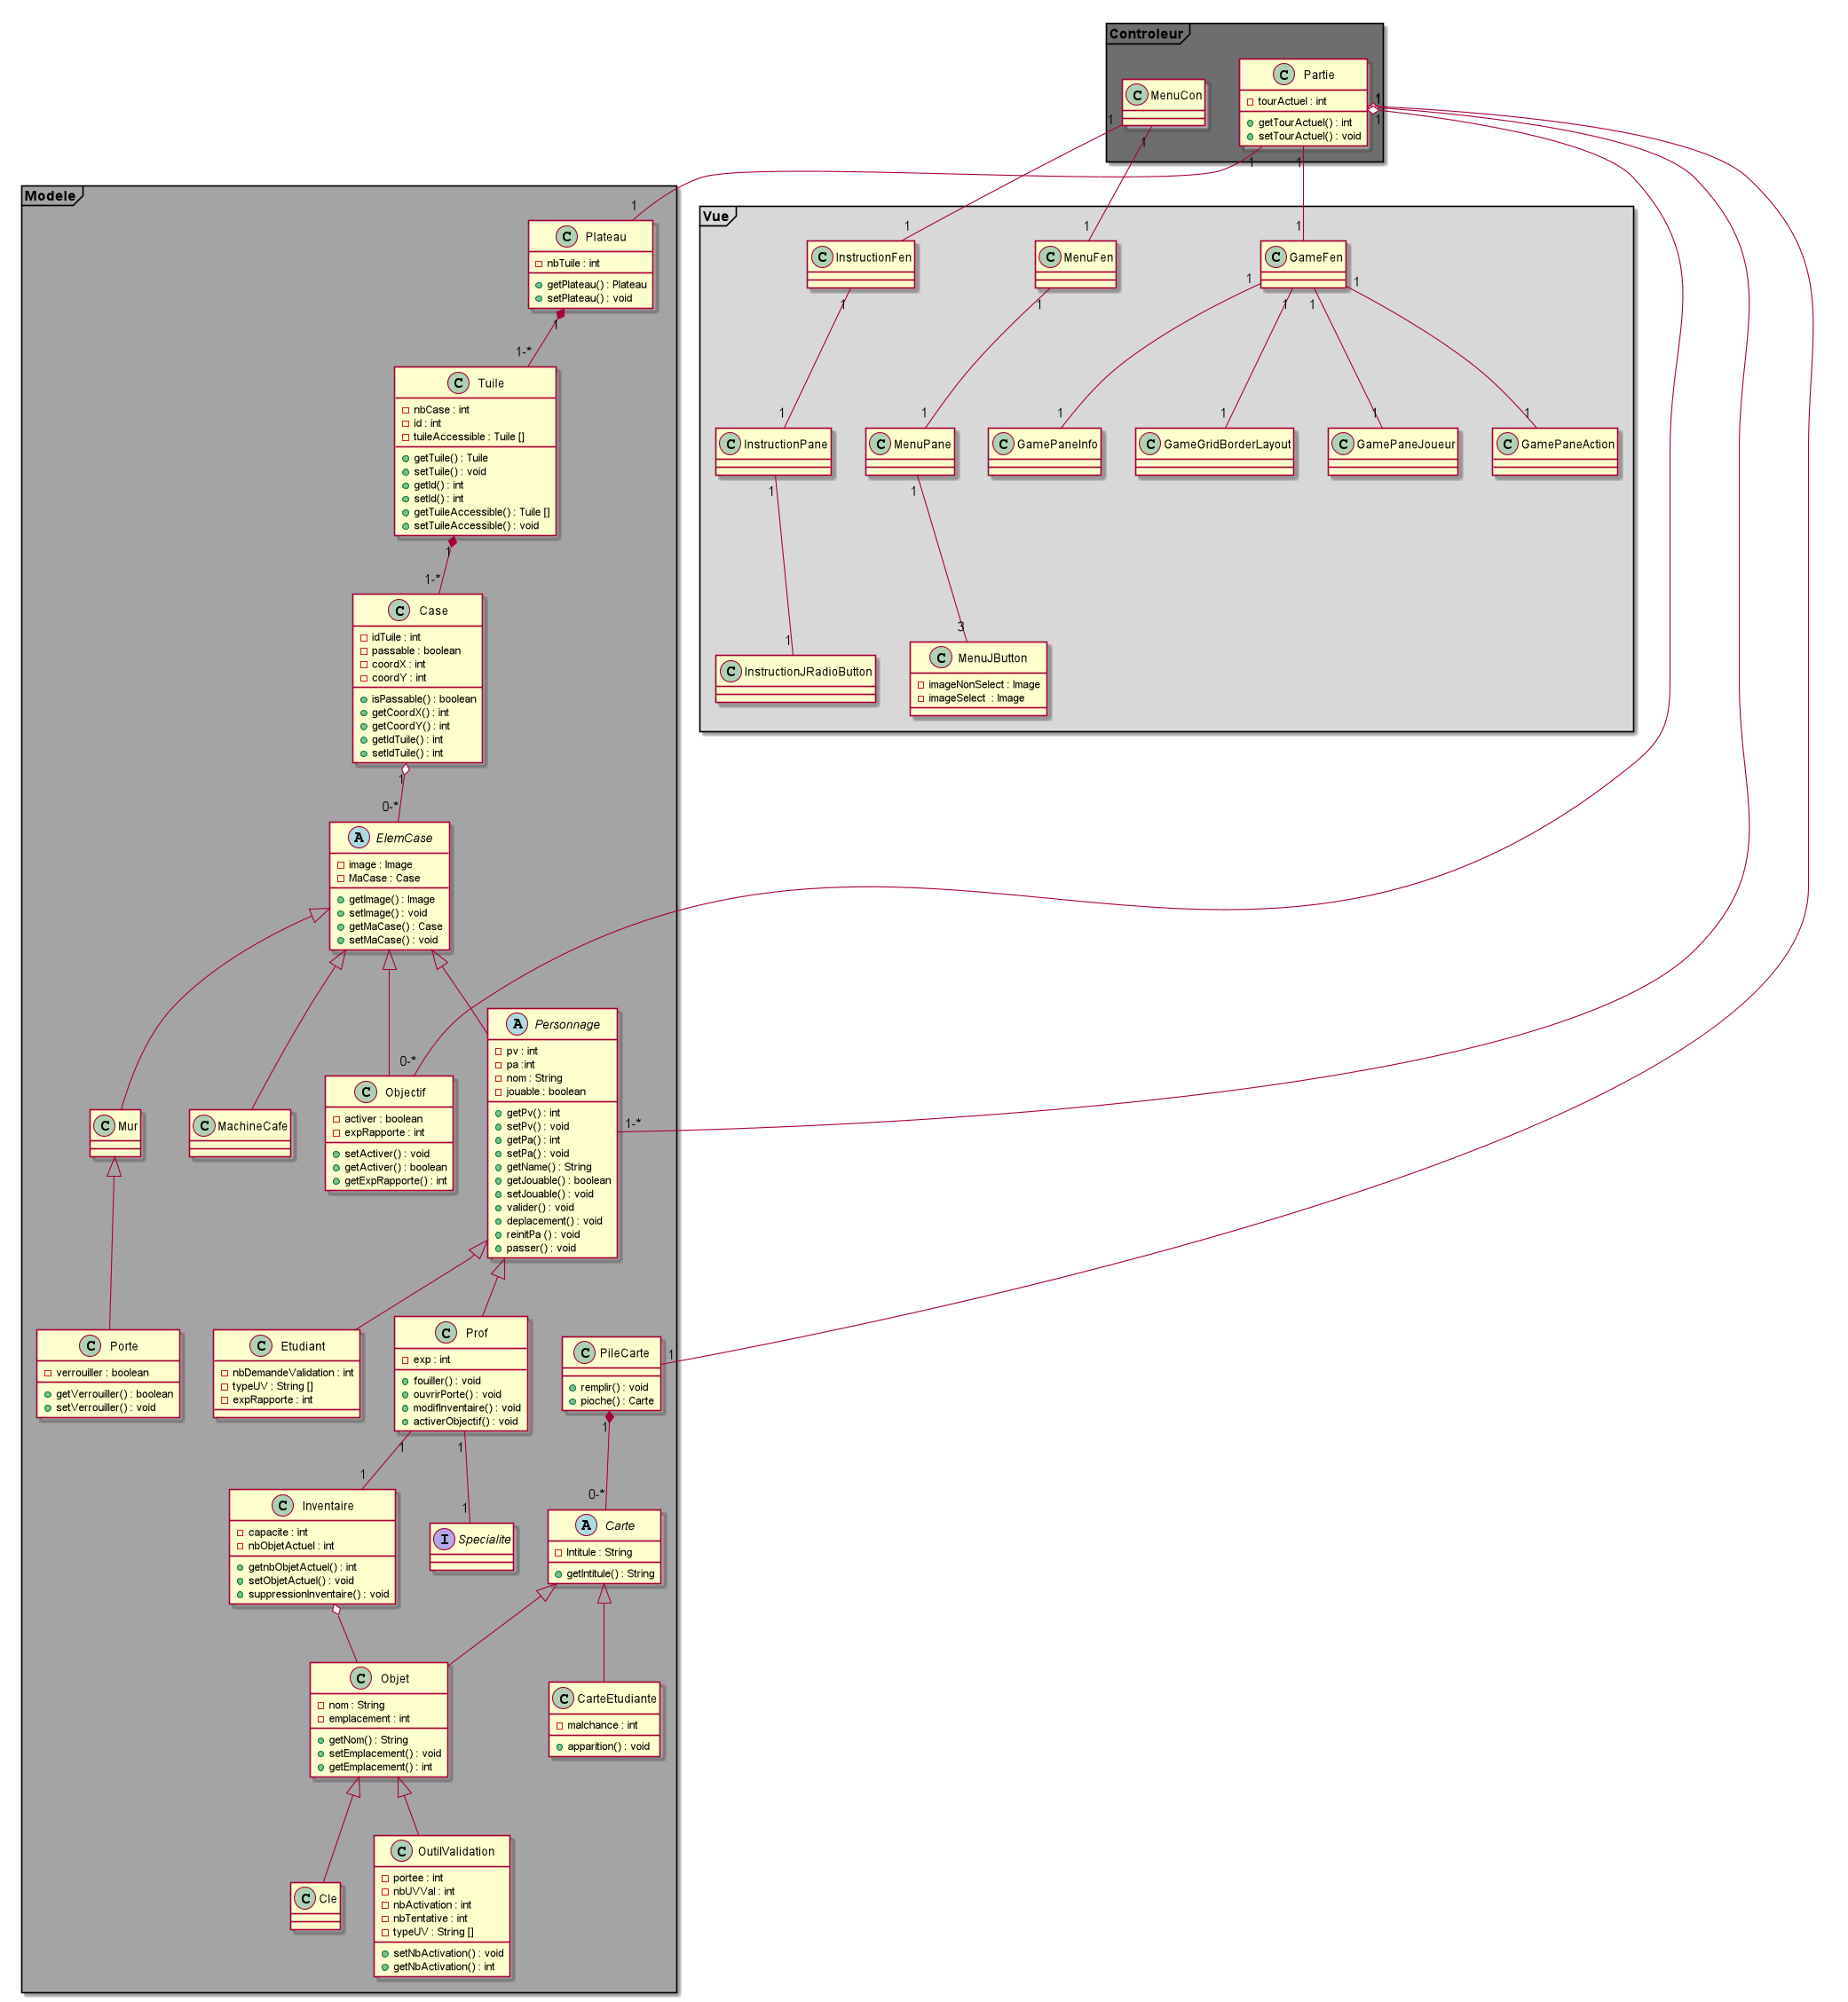 Controleur
C MenuCon
C Partie
tourActuel : int
getTourActuel() : int
setTourActuel() : void
1
1
1
1
1
1
Modele
1
C Plateau
nbTuile : int
getPlateau() : Plateau
setPlateau() : void
1
1-*
C Tuile
nbCase : int
id : int
tuileAccessible : Tuile []
getTuile() : Tuile
setTuile() : void
getId() : int
setId() : int
getTuileAccessible() : Tuile []
setTuileAccessible() : void
1
1-*
C Case
idTuile : int
passable : boolean
coordX : int
coordY : int
isPassable() : boolean
getCoordX() : int
getCoordY() : int
getIdTuile() : int
setIdTuile() : int
1
0-*
A ElemCase
image : Image
MaCase : Case
getImage() : Image
setImage() : void
getMaCase() : Case
setMaCase() : void
C Mur
C MachineCafe
0-*
C Objectif
activer : boolean
expRapporte : int
setActiver() : void
getActiver() : boolean
getExpRapporte() : int
A Personnage
pv : int
pa :int
nom : String
jouable : boolean
getPv() : int
setPv() : void
getPa() : int
setPa() : void
getName() : String
getJouable() : boolean
setJouable() : void
valider() : void
deplacement() : void
reinitPa () : void
passer() : void
1-*
C Porte
verrouiller : boolean
getVerrouiller() : boolean
setVerrouiller() : void
C Etudiant
nbDemandeValidation : int
typeUV : String []
expRapporte : int
C Prof
exp : int
fouiller() : void
ouvrirPorte() : void
modifInventaire() : void
activerObjectif() : void
1
1
C PileCarte
remplir() : void
pioche() : Carte
1
1
0-*
1
C Inventaire
capacite : int
nbObjetActuel : int
getnbObjetActuel() : int
setObjetActuel() : void
suppressionInventaire() : void
1
I Specialite
A Carte
Intitule : String
getIntitule() : String
C Objet
nom : String
emplacement : int
getNom() : String
setEmplacement() : void
getEmplacement() : int
C CarteEtudiante
malchance : int
apparition() : void
C Cle
C OutilValidation
portee : int
nbUVVal : int
nbActivation : int
nbTentative : int
typeUV : String []
setNbActivation() : void
getNbActivation() : int
Vue
1
1
1
C InstructionFen
C MenuFen
C GameFen
1
1
1
1
1
1
1
1
1
1
1
1
C InstructionPane
C MenuPane
C GamePaneInfo
C GameGridBorderLayout
C GamePaneJoueur
C GamePaneAction
1
1
1
3
C InstructionJRadioButton
C MenuJButton
imageNonSelect : Image
imageSelect : Image